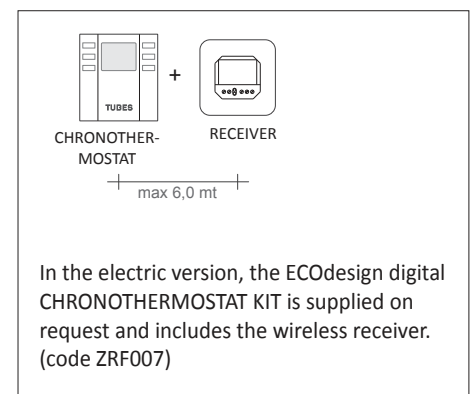 TUBES
+
CHRONOTHER-
MOSTAT
RECEIVER
max 6,0 mt
In the electric version, the ECOdesign digital
CHRONOTHERMOSTAT KIT is supplied on
request and includes the wireless receiver.
(code ZRF007)